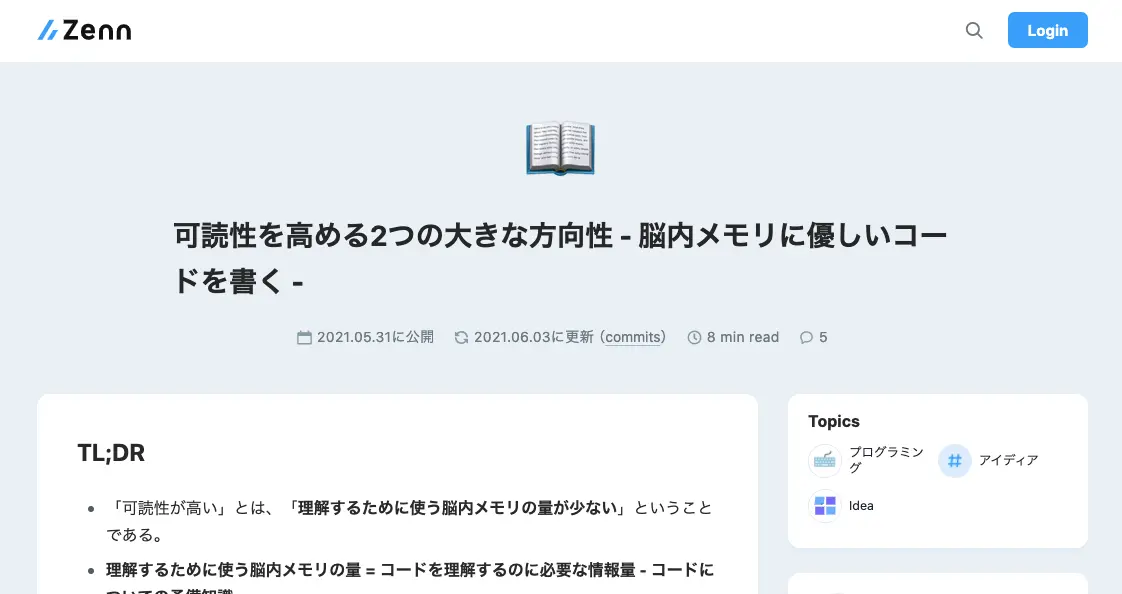 Zenn
Login
可読性を高める2つの大きな方向性 - 脳内メモリに優しいコー
ドを書く -
2021.05.31に公開 2021.06.03に更新 (commits) 8 min read 5
TL;DR
「可読性が高い」とは、「理解するために使う脳内メモリの量が少ない」ということ
である。
理解するために使う脳内メモリの量 = コードを理解するのに必要な情報量 - コードに
ついての予備知識
Topics
プログラミン
グ
アイディア
Idea